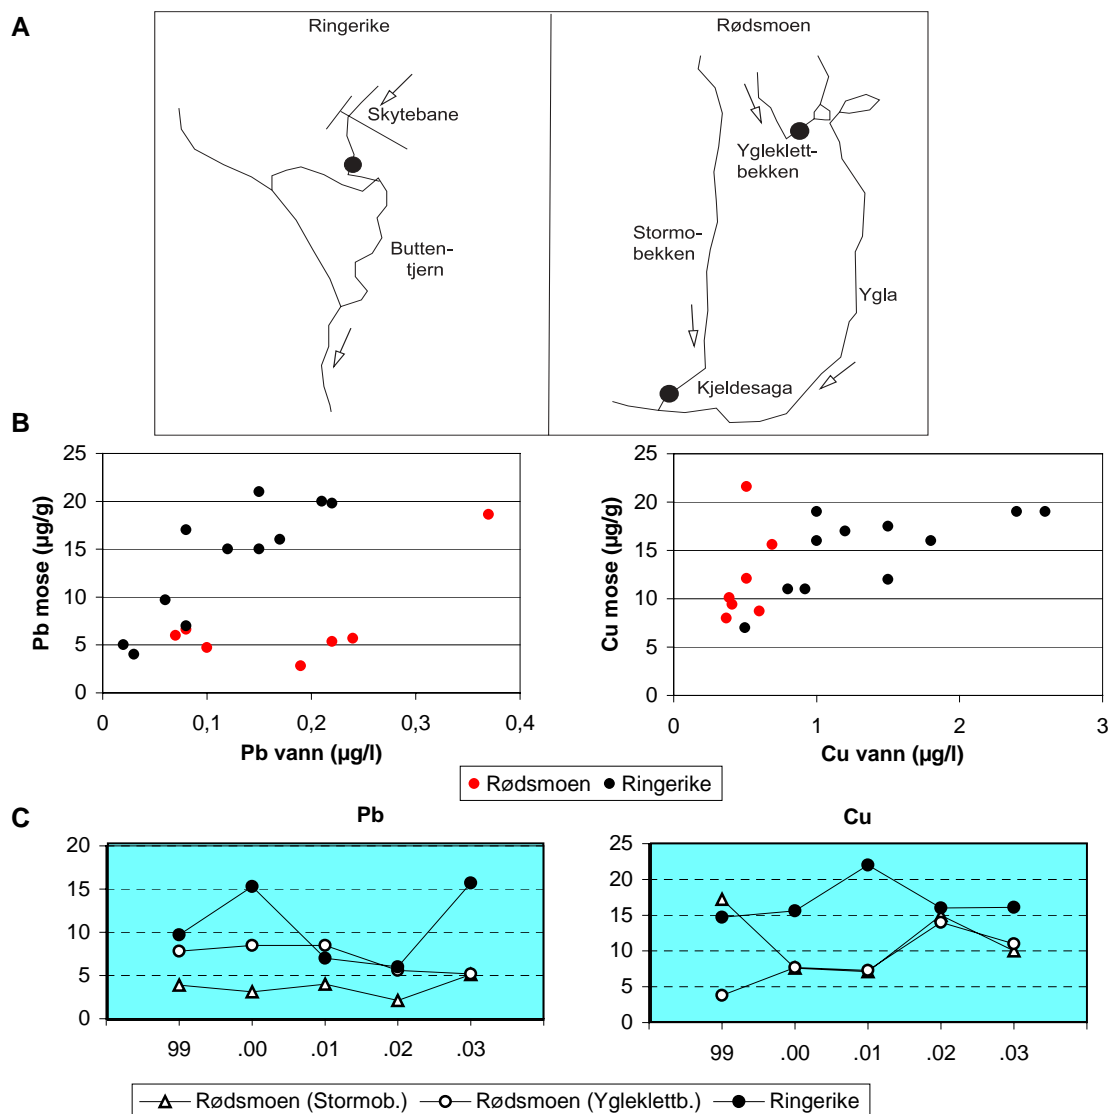 A
Ringerike
Rødsmoen
Skytebane
Butten-
tjern
Ygleklett-
bekken
Stormo-
bekken
Ygla
Kjeldesaga
B
Pb mose (µg/g)
25
20
15
10
5
0
0
0,1
0,2
0,3
0,4
Pb vann (µg/l)
Cu mose (µg/g)
25
20
15
10
5
0
0
1
2
3
Cu vann (µg/l)
Rødsmoen
Ringerike
C
Pb
20
15
10
5
0
99
.00
.01
.02
.03
Cu
25
20
15
10
5
0
99
.00
.01
.02
.03
Rødsmoen (Stormob.)
Rødsmoen (Ygleklettb.)
Ringerike